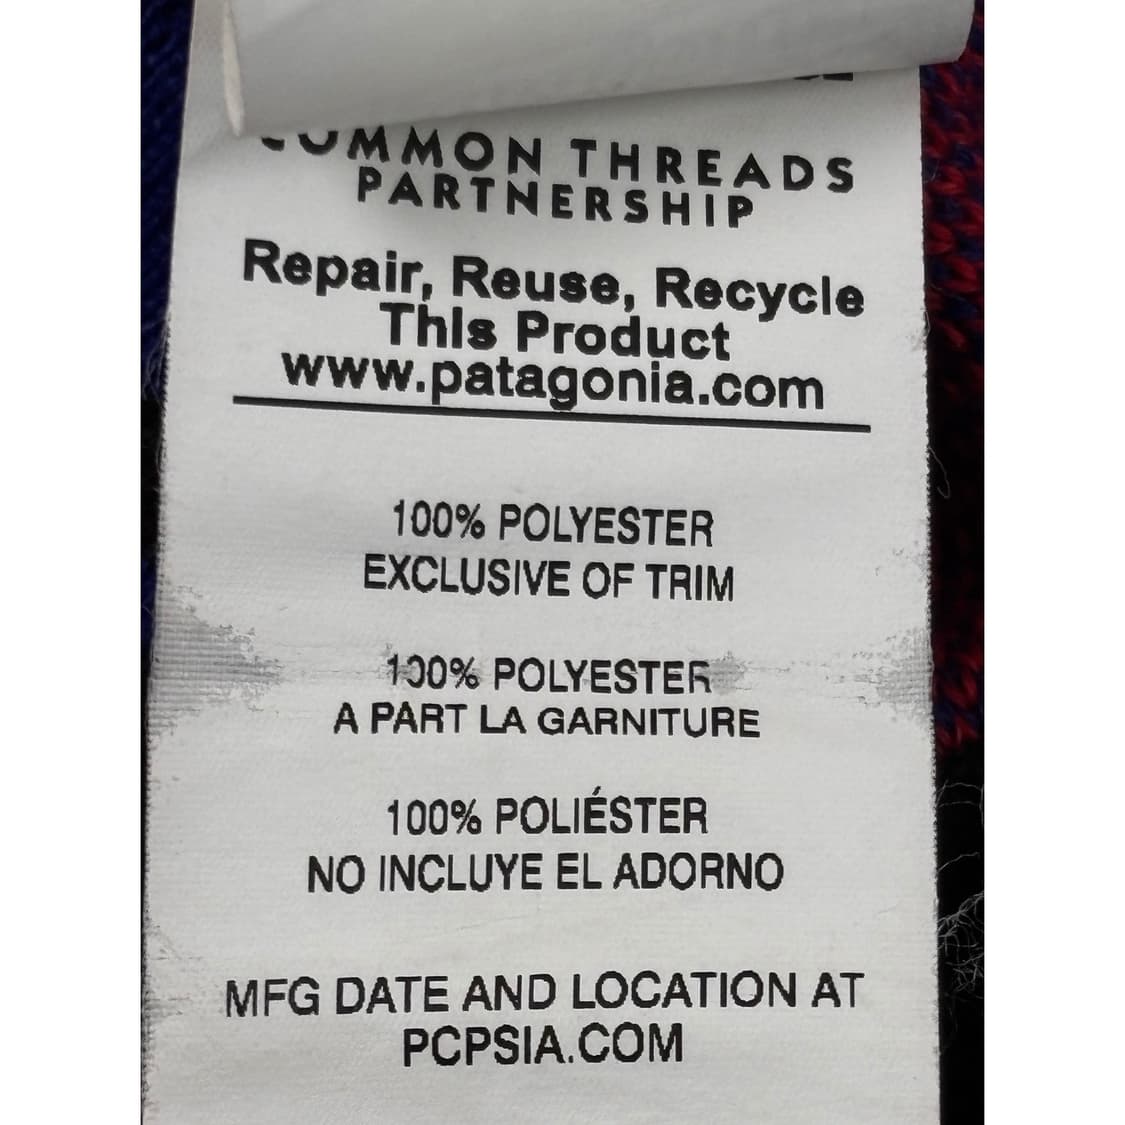 COMMON THREADS
PARTNERSHIP
Repair, Reuse, Recycle
This Product
www.patagonia.com
100% POLYESTER
EXCLUSIVE OF TRIM
100% POLYESTER
A PART LA GARNITURE
100% POLIÉSTER
NO INCLUYE EL ADORNO
MFG DATE AND LOCATION AT
PCPSIA.COM